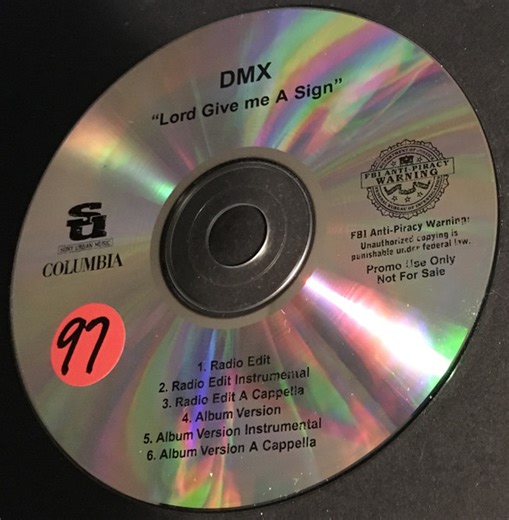 DMX
"Lord Give me A Sign"
FBI ANTI-PIRACY
WARNING
SU
SONY URBAN MUSIC
COLUMBIA
FBI Anti-Piracy Warning:
Unauthorized copying is
punishable under federal law.
Promo Use Only
Not For Sale
97
1. Radio Edit
2. Radio Edit Instrumental
3. Radio Edit A Cappella
4. Album Version
5. Album Version Instrumental
6. Album Version A Cappella